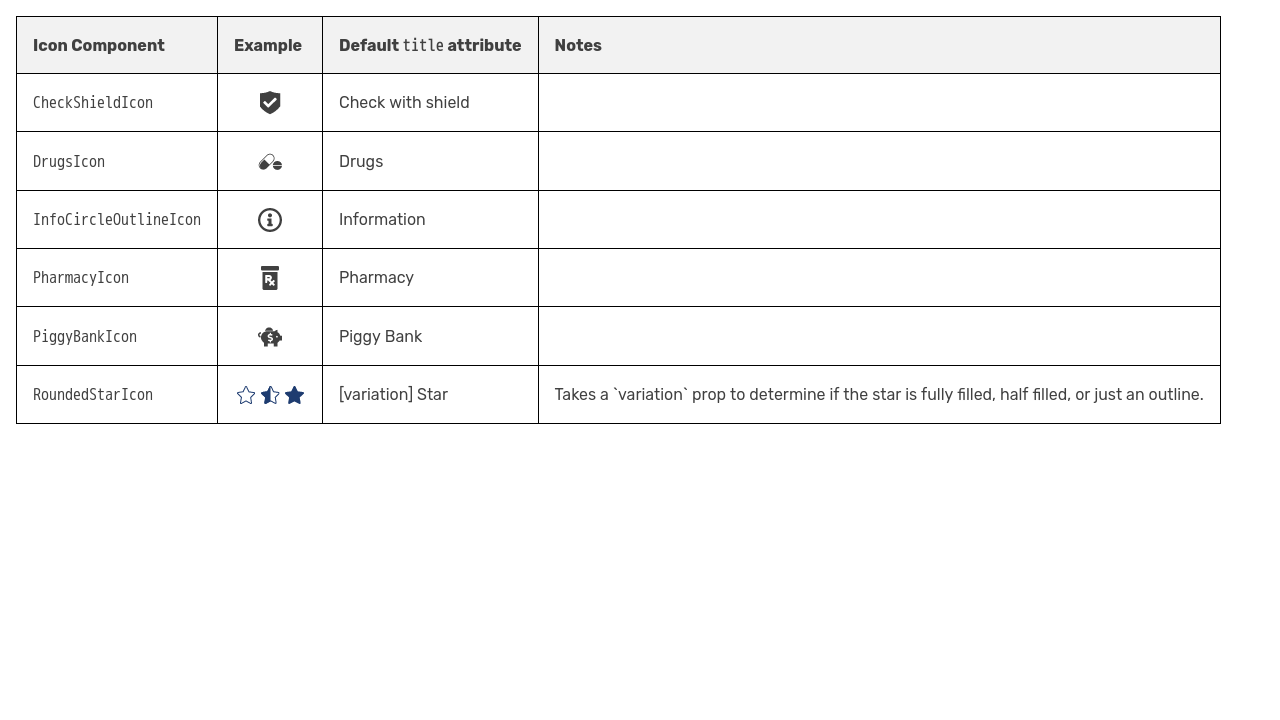 Icon Component Example Default title attribute Notes
CheckShieldIcon Check with shield
DrugsIcon Drugs
InfoCircleOutlineIcon Information
PharmacyIcon Rx Pharmacy
PiggyBankIcon $ Piggy Bank
RoundedStarIcon [variation] Star Takes a `variation` prop to determine if the star is fully filled, half filled, or just an outline.